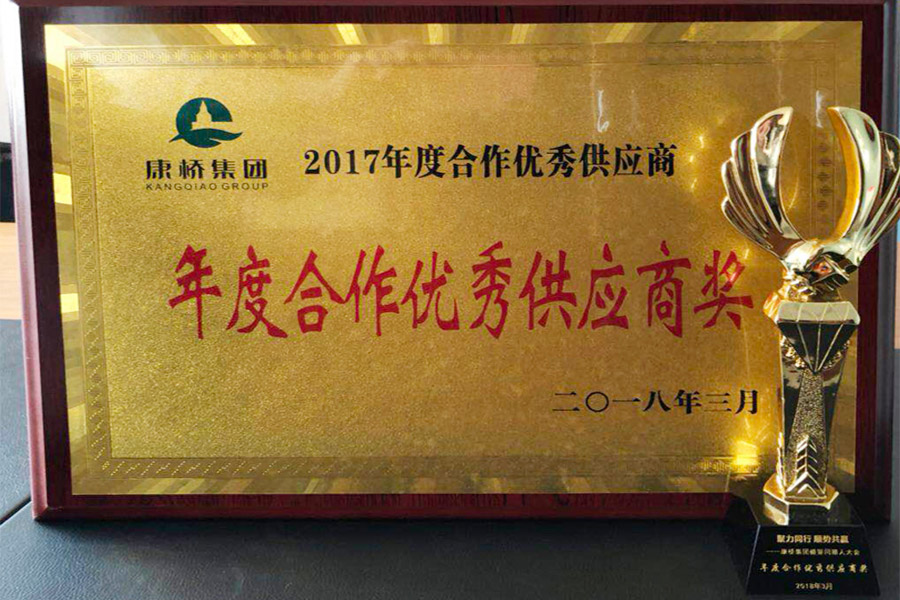 康桥集团
KANGQIAO GROUP
2017年度合作优秀供应商
年度合作优秀供应商奖
二〇一八年三月
聚力同行 顺势共赢
年度合作优秀供应商奖
2018年3月